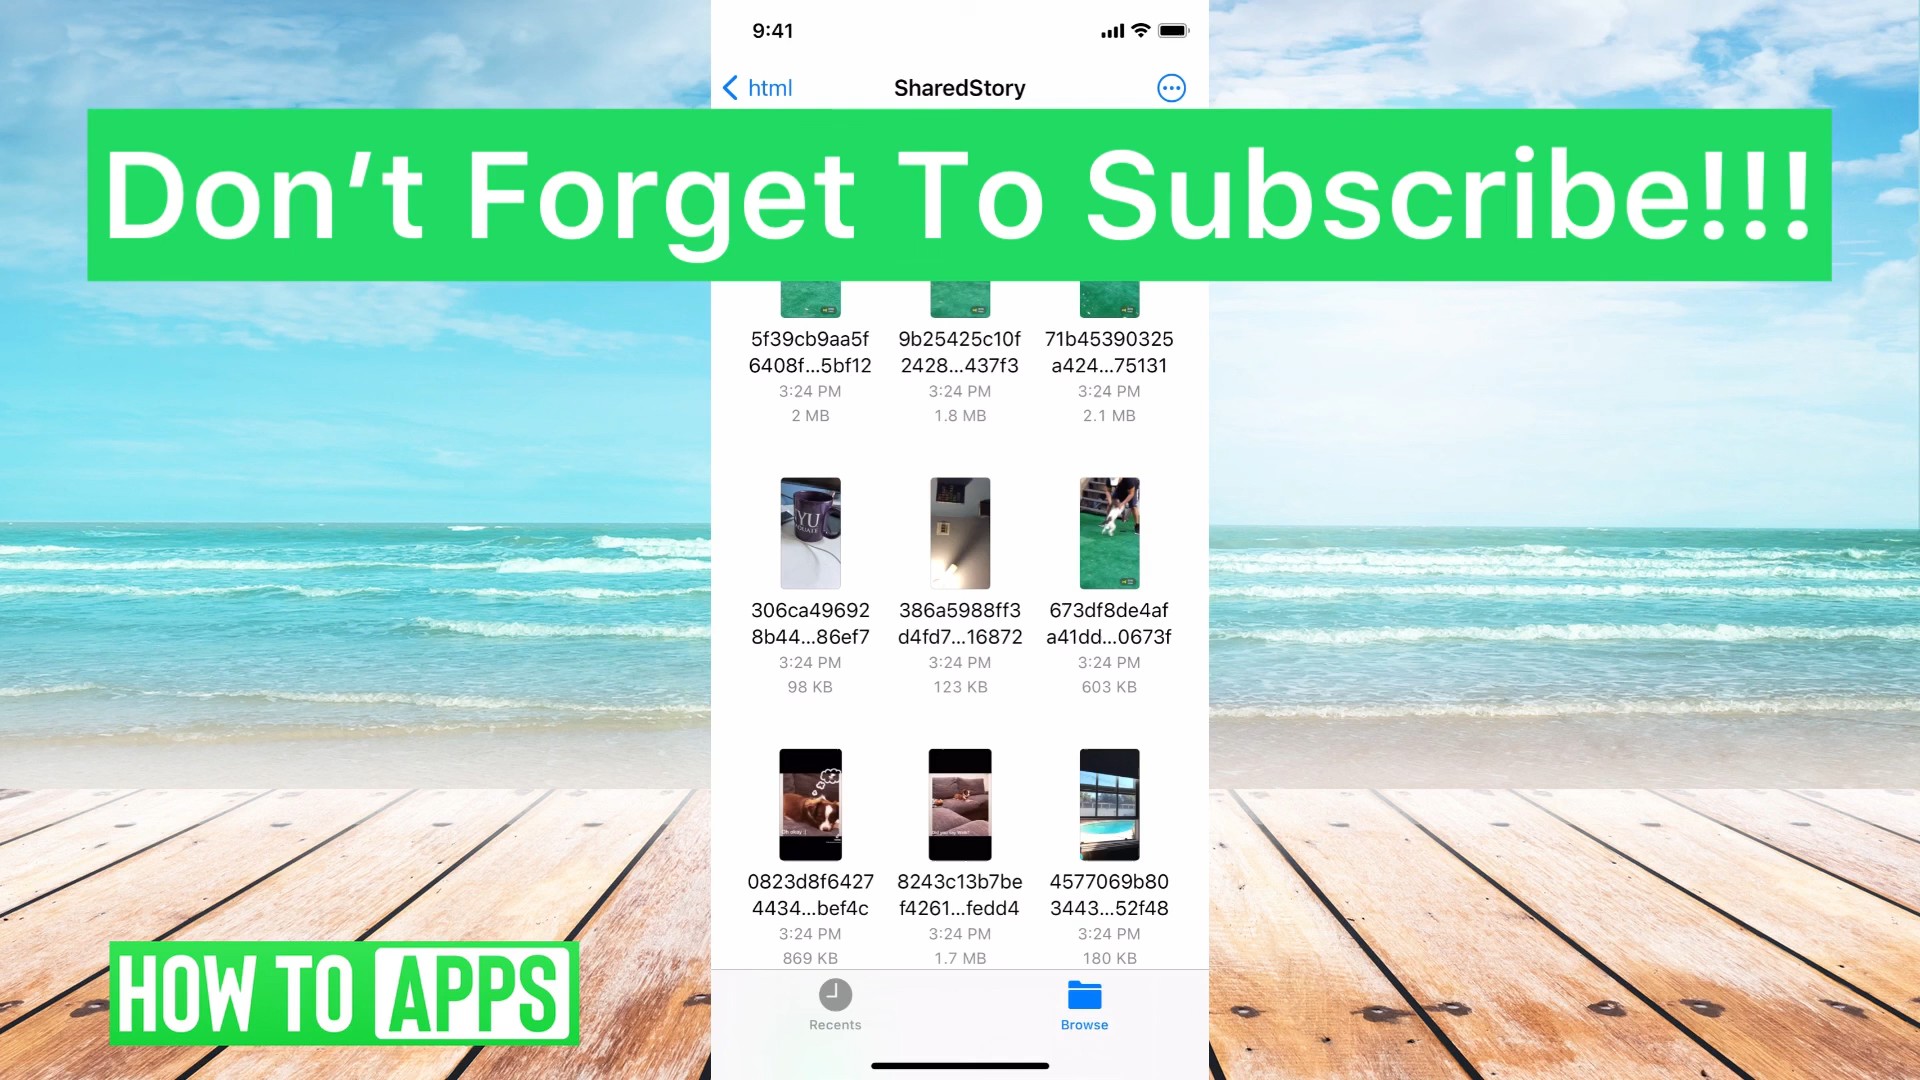 9:41
html
SharedStory
Don't Forget To Subscribe!!!
5f39cb9aa5f
6408f...5bf12
3:24 PM
2 MB
9b25425c10f
2428...437f3
3:24 PM
1.8 MB
71b45390325
a424...75131
3:24 PM
2.1 MB
YU
306ca49692
8b44...86ef7
3:24 PM
98 KB
386a5988ff3
d4fd7...16872
3:24 PM
123 KB
673df8de4af
a41dd...0673f
3:24 PM
603 KB
0823d8f6427
4434...bef4c
3:24 PM
869 KB
8243c13b7be
f4261...fedd4
3:24 PM
1.7 MB
4577069b80
3443...52f48
3:24 PM
180 KB
HOW TO APPS
Recents
Browse